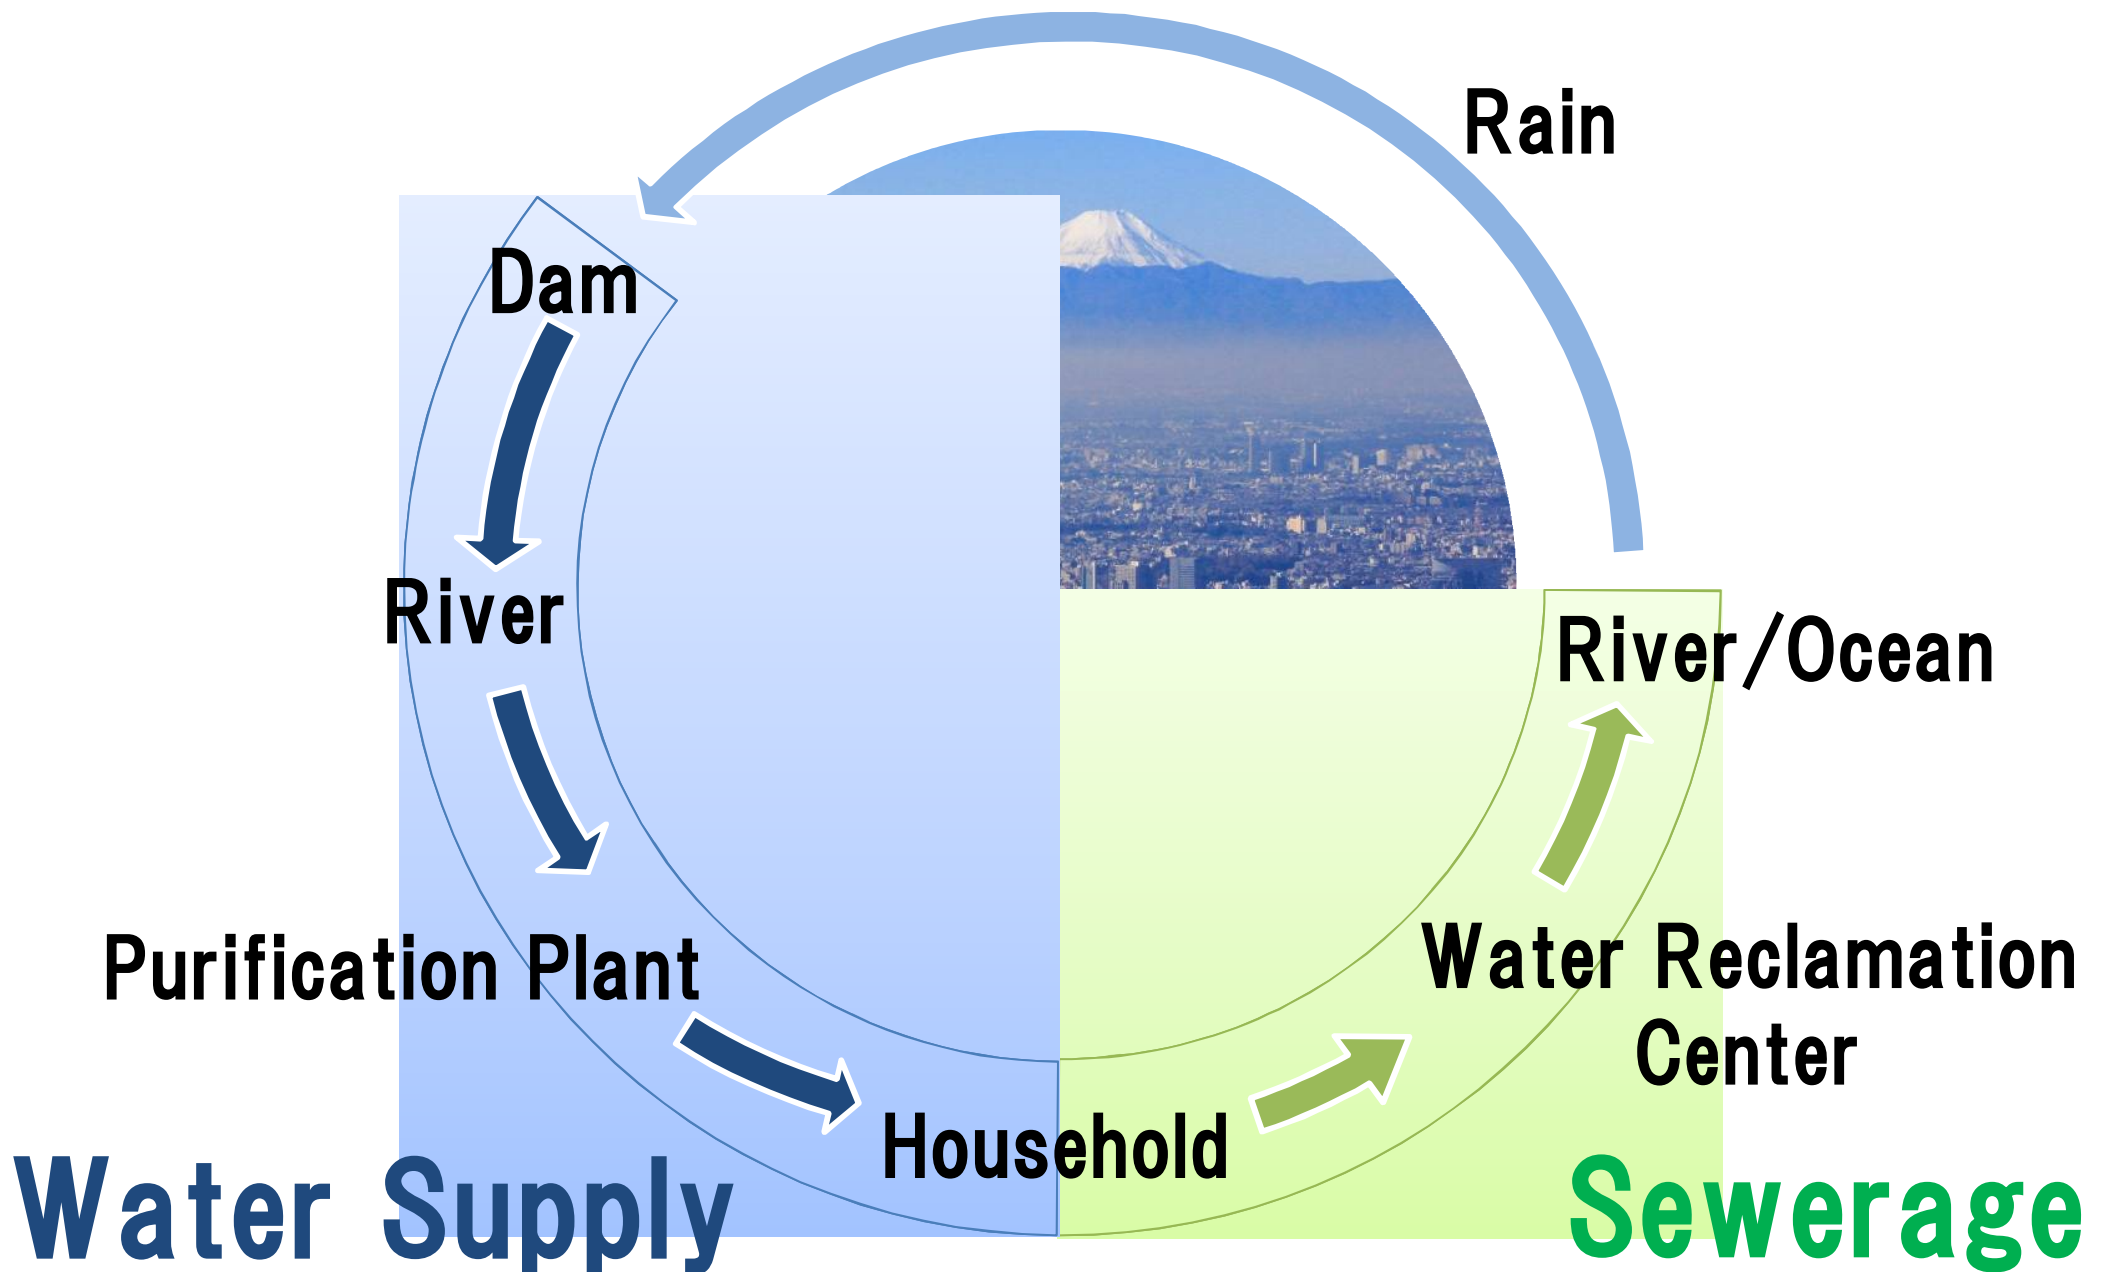 Rain
Dam
River
River/Ocean
Purification Plant
Water Reclamation
Center
Household
Water Supply
Sewerage